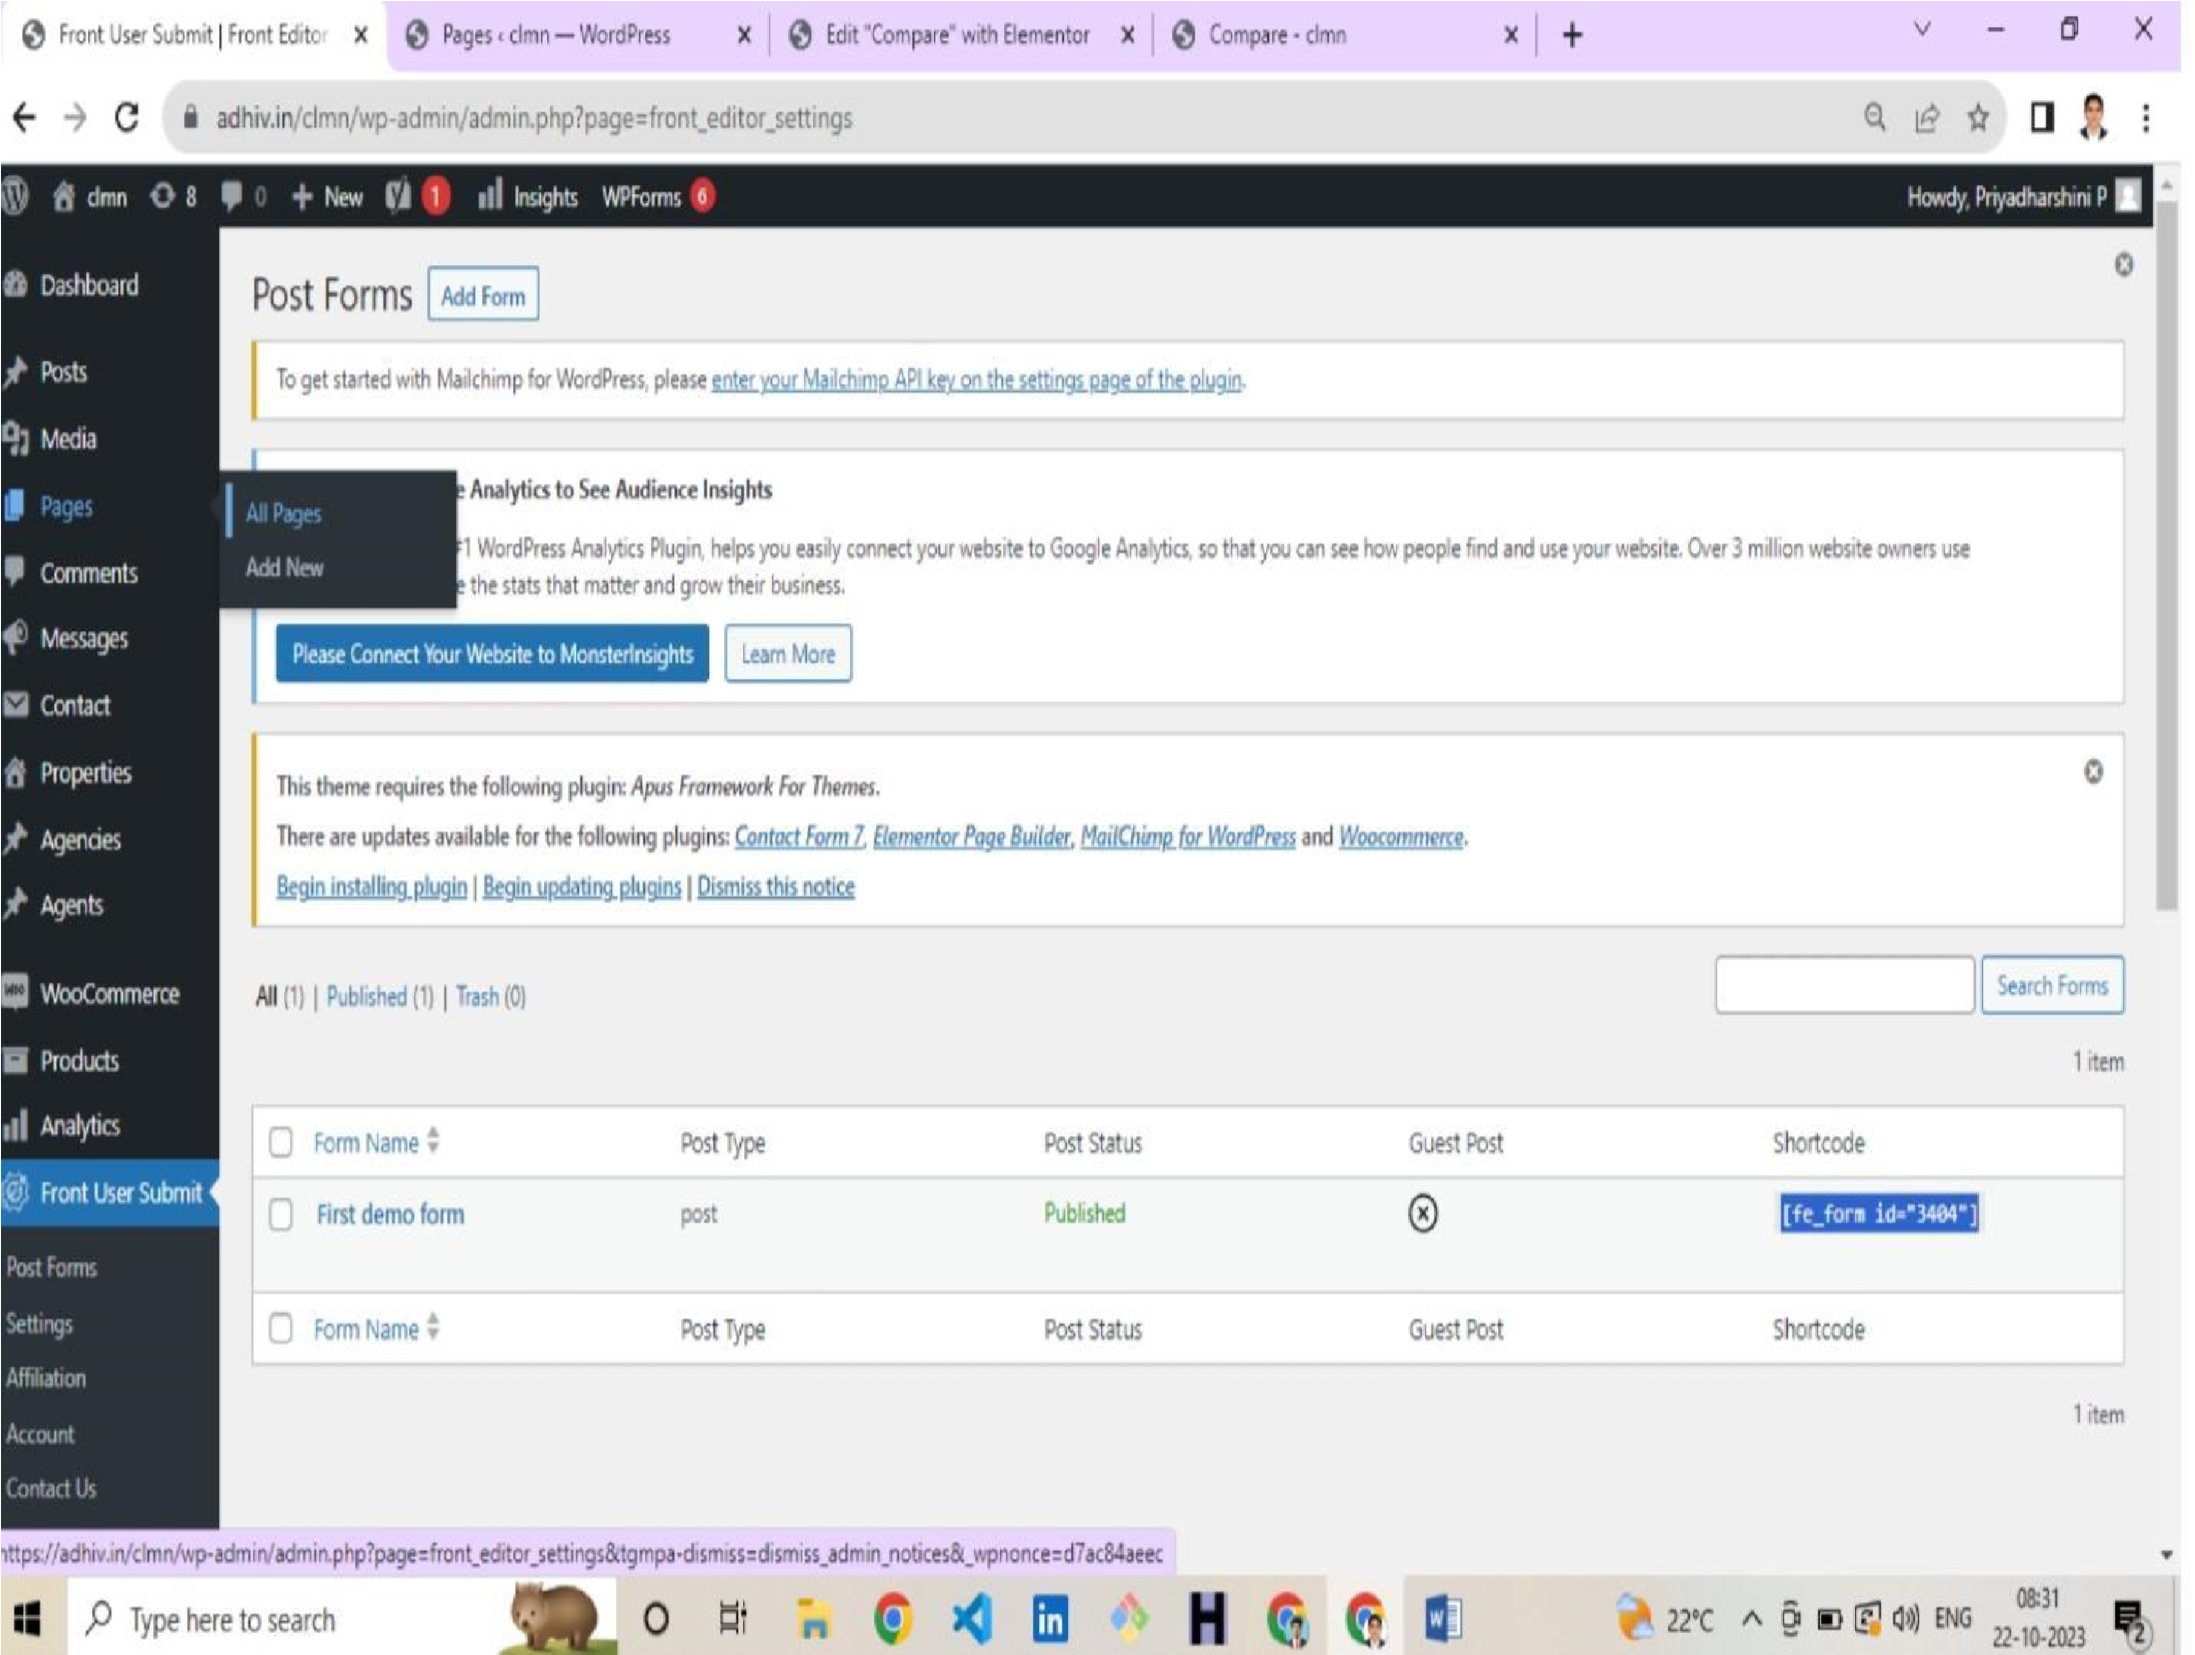 Front User Submit | Front Editor
Pages ‹ clmn — WordPress
Edit "Compare" with Elementor
Compare - clmn
adhiv.in/clmn/wp-admin/admin.php?page=front_editor_settings
clmn 8 0 New 1 Insights WPForms 6
Howdy, Priyadharshini P
Dashboard
Posts
Media
Pages
Comments
Messages
Contact
Properties
Agencies
Agents
WooCommerce
Products
Analytics
Front User Submit
Post Forms
Settings
Affiliation
Account
Contact Us
All Pages
Add New
Post Forms Add Form
To get started with Mailchimp for WordPress, please enter your Mailchimp API key on the settings page of the plugin.
Analytics to See Audience Insights
#1 WordPress Analytics Plugin, helps you easily connect your website to Google Analytics, so that you can see how people find and use your website. Over 3 million website owners use
the stats that matter and grow their business.
Please Connect Your Website to MonsterInsights Learn More
This theme requires the following plugin: Apus Framework For Themes.
There are updates available for the following plugins: Contact Form 7, Elementor Page Builder, MailChimp for WordPress and Woocommerce.
Begin installing plugin | Begin updating plugins | Dismiss this notice
All (1) | Published (1) | Trash (0)
Search Forms
1 item
Form Name Post Type Post Status Guest Post Shortcode
First demo form post Published [fe_form id="3404"]
Form Name Post Type Post Status Guest Post Shortcode
1 item
https://adhiv.in/clmn/wp-admin/admin.php?page=front_editor_settings&tgmpa-dismiss=dismiss_admin_notices&_wpnonce=d7ac84aeec
Type here to search
22°C
ENG
08:31
22-10-2023
2